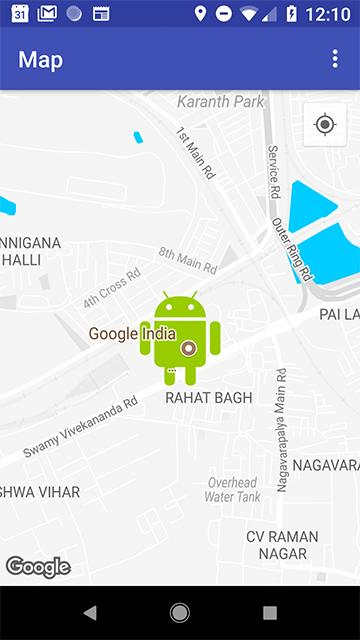 31
12:10
Map
Karanth Park
1st Main Rd
Service Rd
Outer Ring Rd
NNIGANA
HALLI
8th Main Rd
4th Cross Rd
PAI LA
Google India
RAHAT BAGH
Nagavarapalya Main Rd
Swamy Vivekananda Rd
NAGAVARA
SHWA VIHAR
Overhead
Water Tank
CV RAMAN
NAGAR
Google